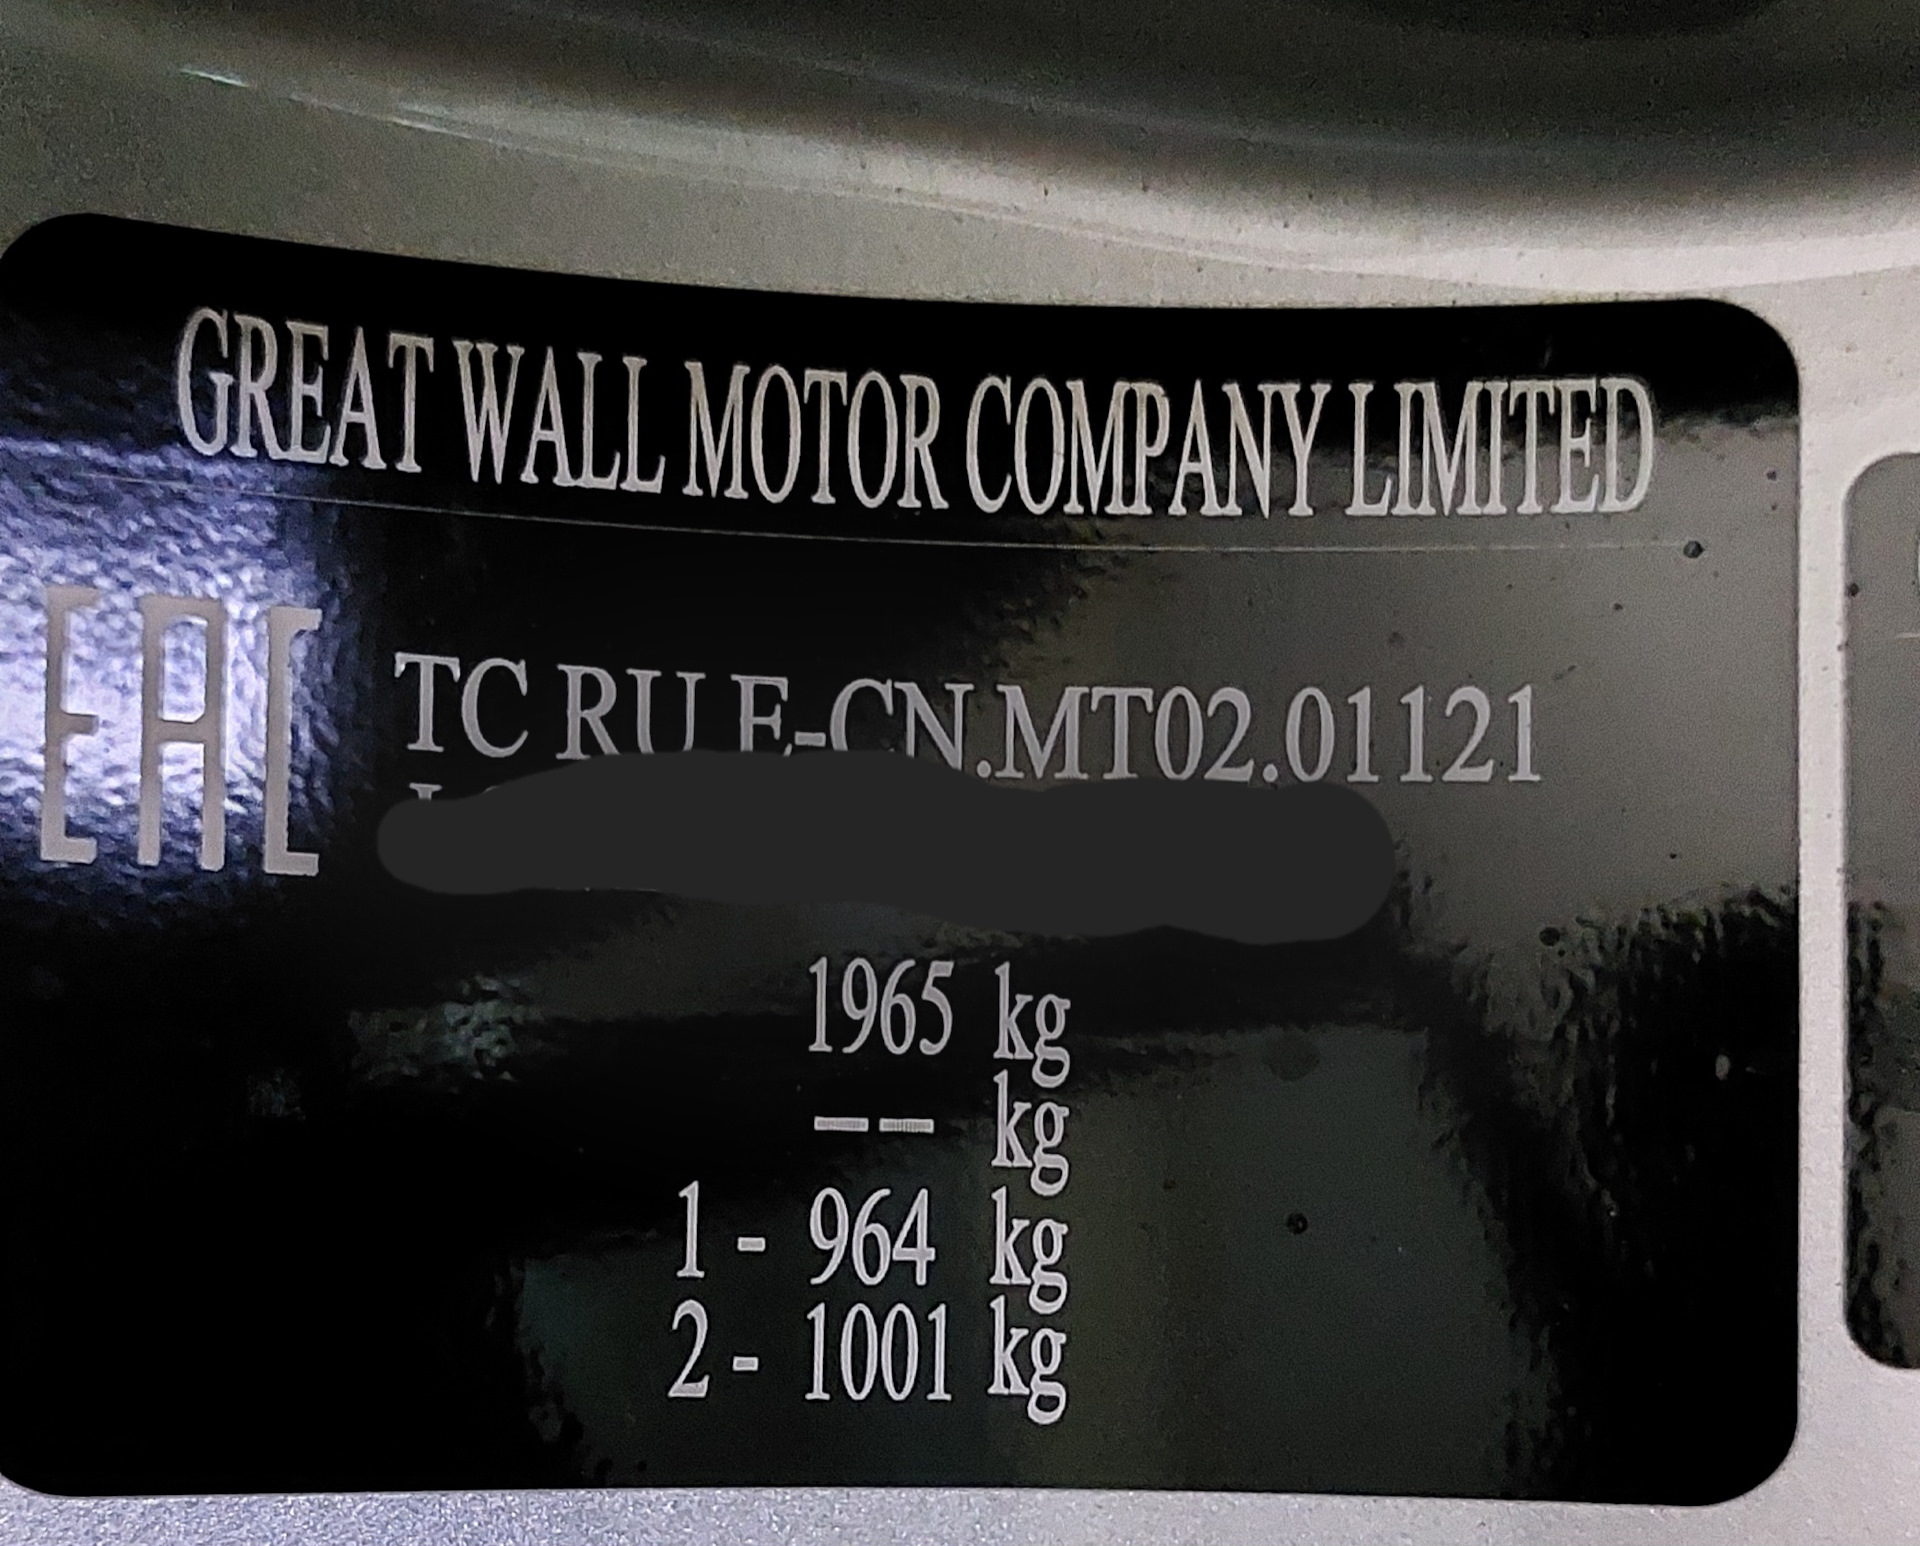 GREAT WALL MOTOR COMPANY LIMITED
EAC
TC RU E-CN.MT02.01121
1965 kg
-- kg
1 - 964 kg
2 - 1001 kg